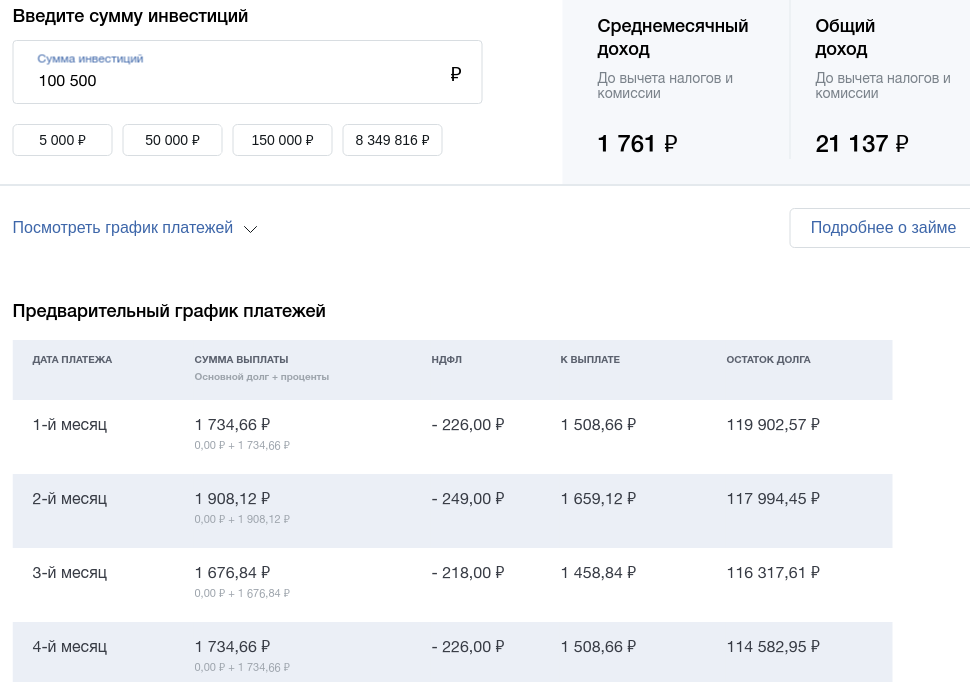 Введите сумму инвестиций
Сумма инвестиций
100 500 ₽
5 000 ₽ 50 000 ₽ 150 000 ₽ 8 349 816 ₽
Среднемесячный
доход
До вычета налогов и
комиссии
1 761 ₽
Общий
доход
До вычета налогов и
комиссии
21 137 ₽
Посмотреть график платежей
Подробнее о займе
Предварительный график платежей
ДАТА ПЛАТЕЖА СУММА ВЫПЛАТЫ НДФЛ К ВЫПЛАТЕ ОСТАТОК ДОЛГА
Основной долг + проценты
1-й месяц 1 734,66 ₽ - 226,00 ₽ 1 508,66 ₽ 119 902,57 ₽
0,00 ₽ + 1 734,66 ₽
2-й месяц 1 908,12 ₽ - 249,00 ₽ 1 659,12 ₽ 117 994,45 ₽
0,00 ₽ + 1 908,12 ₽
3-й месяц 1 676,84 ₽ - 218,00 ₽ 1 458,84 ₽ 116 317,61 ₽
0,00 ₽ + 1 676,84 ₽
4-й месяц 1 734,66 ₽ - 226,00 ₽ 1 508,66 ₽ 114 582,95 ₽
0,00 ₽ + 1 734,66 ₽